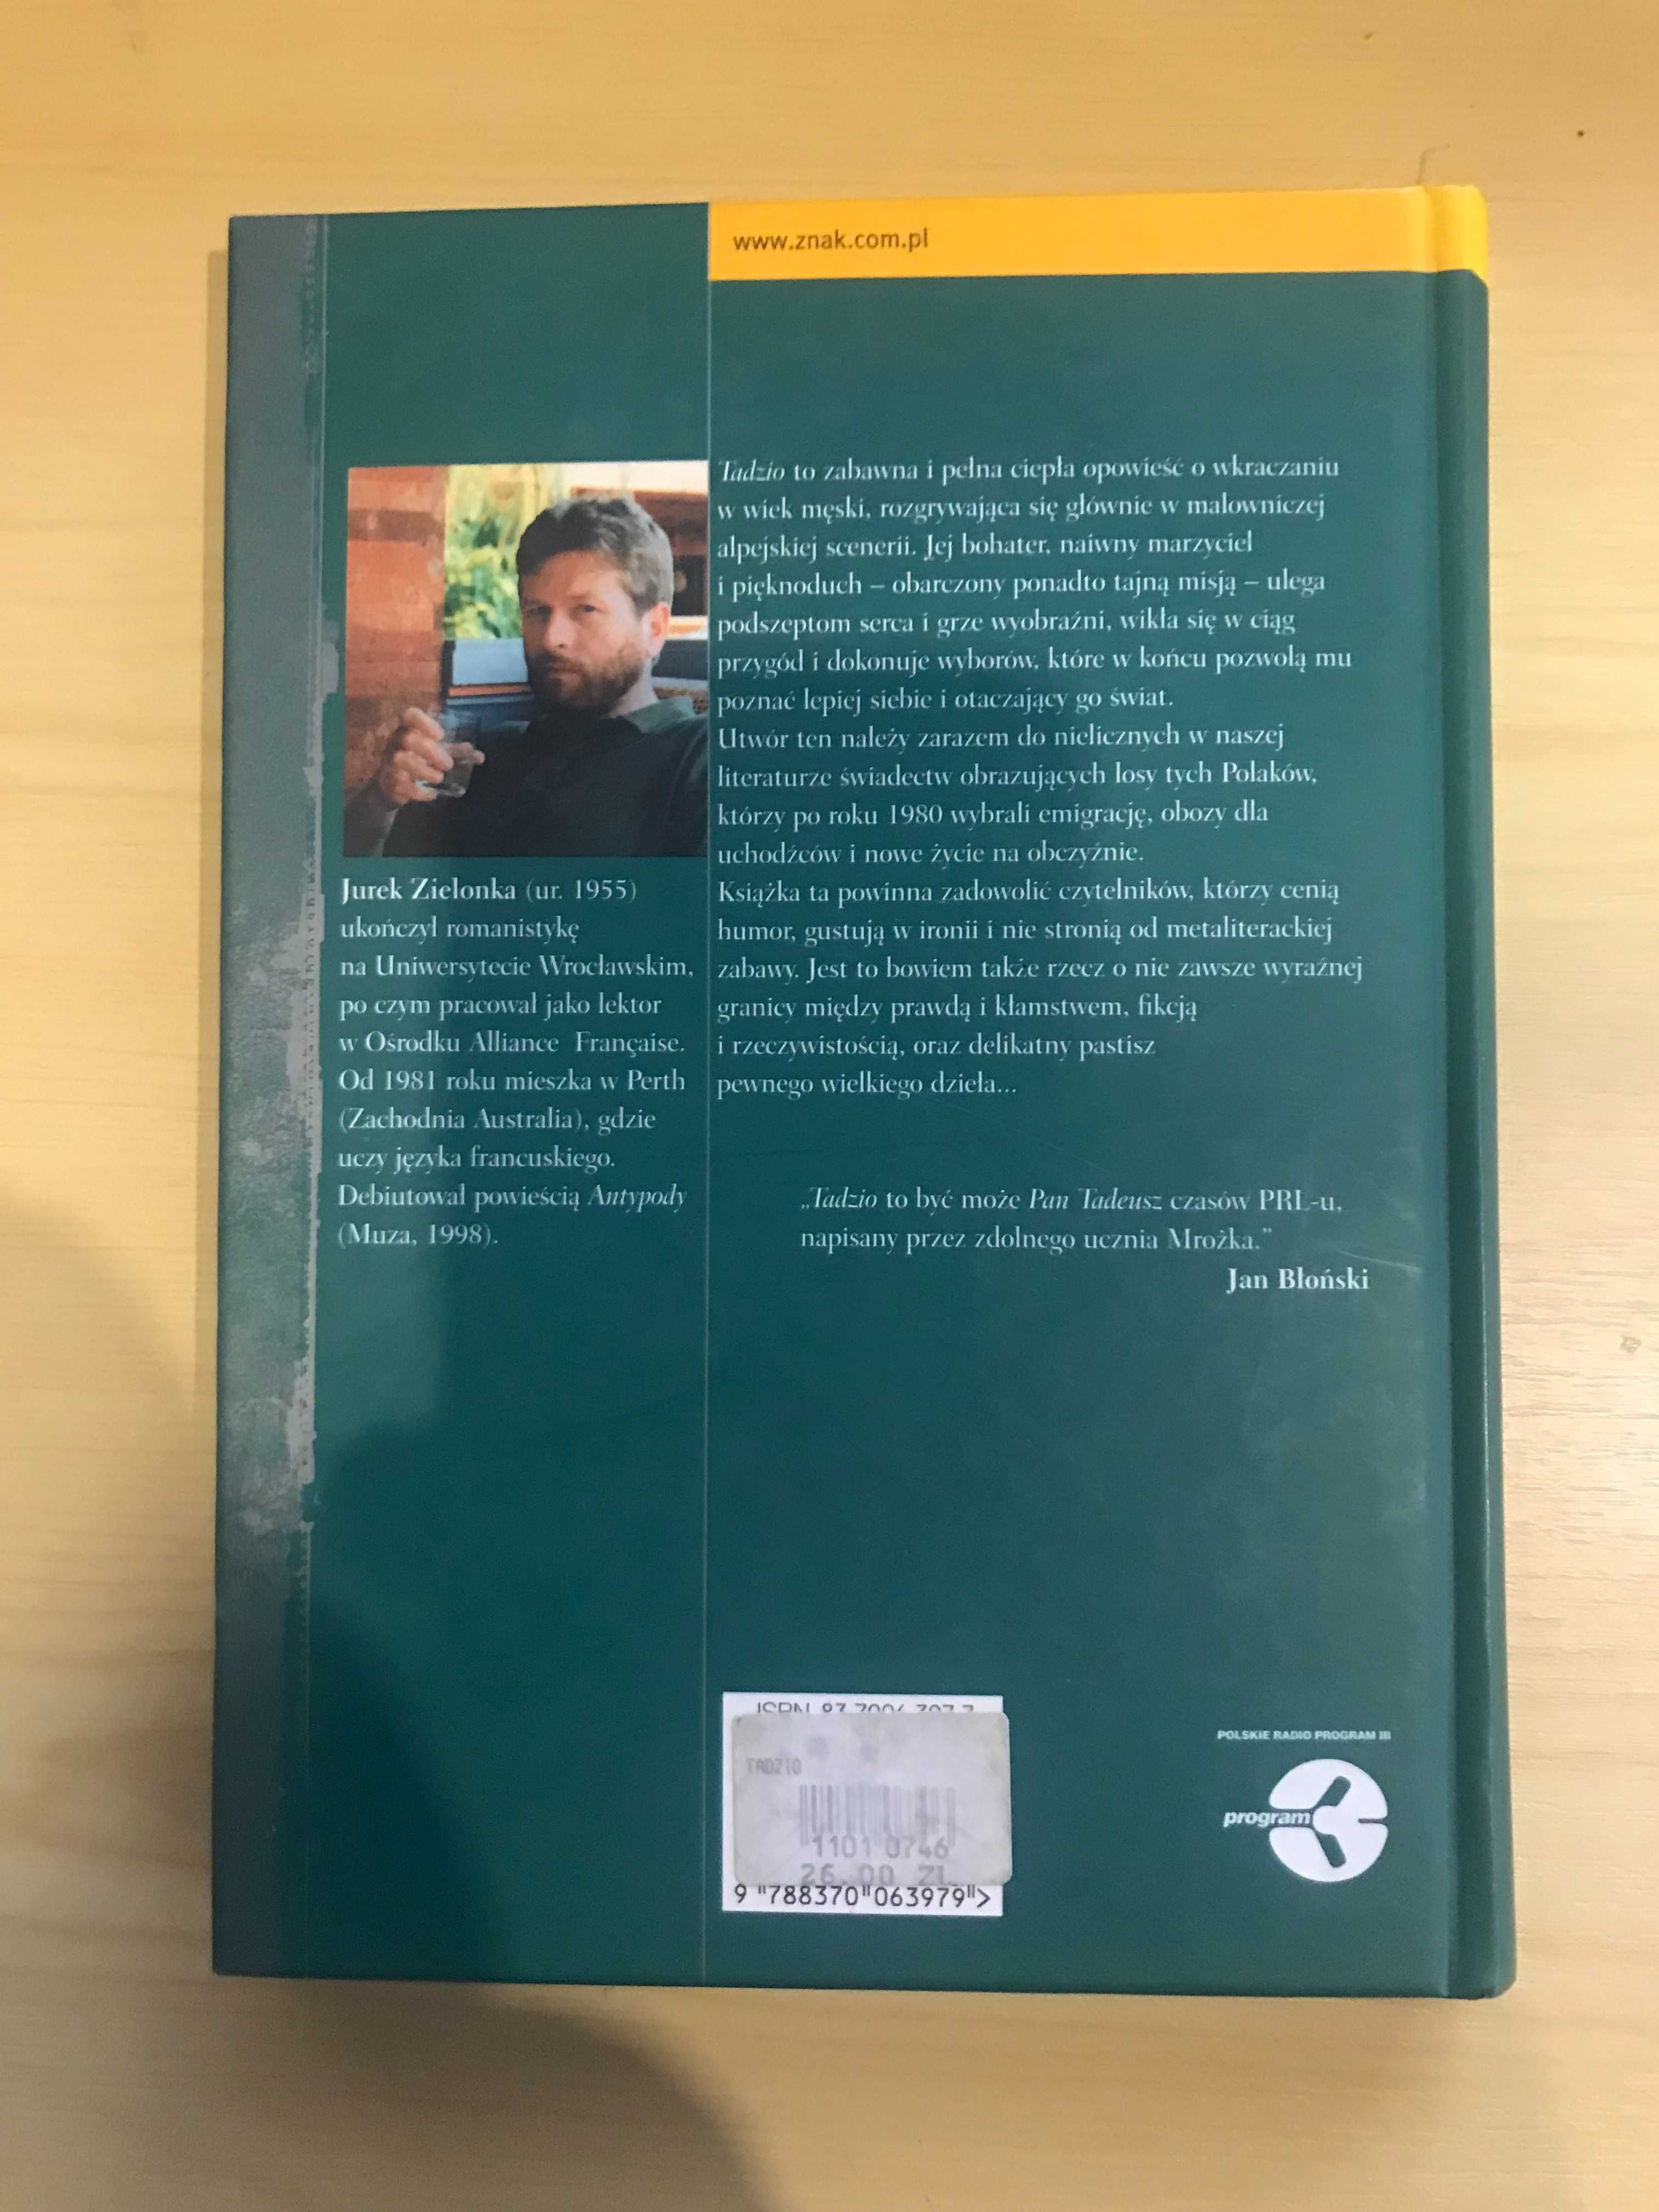 www.znak.com.pl
Tadzio to zabawna i pełna ciepła opowieść o wkraczaniu
w wiek męski, rozgrywająca się głównie w malowniczej
alpejskiej scenerii. Jej bohater, naiwny marzyciel
i pięknoduch – obarczony ponadto tajną misją – ulega
podszeptom serca i grze wyobraźni, wikła się w ciąg
przygód i dokonuje wyborów, które w końcu pozwolą mu
poznać lepiej siebie i otaczający go świat.
Utwór ten należy zarazem do nielicznych w naszej
literaturze świadectw obrazujących losy tych Polaków,
którzy po roku 1980 wybrali emigrację, obozy dla
uchodźców i nowe życie na obczyźnie.
Książka ta powinna zadowolić czytelników, którzy cenią
humor, gustują w ironii i nie stronią od metaliterackiej
zabawy. Jest to bowiem także rzecz o nie zawsze wyraźnej
granicy między prawdą i kłamstwem, fikcją
i rzeczywistością, oraz delikatny pastisz
pewnego wielkiego dzieła...
„Tadzio to być może Pan Tadeusz czasów PRL-u,
napisany przez zdolnego ucznia Mrożka.”
Jan Błoński
Jurek Zielonka (ur. 1955)
ukończył romanistykę
na Uniwersytecie Wrocławskim,
po czym pracował jako lektor
w Ośrodku Alliance Française.
Od 1981 roku mieszka w Perth
(Zachodnia Australia), gdzie
uczy języka francuskiego.
Debiutował powieścią Antypody
(Muza, 1998).
ISBN 83-7006-397-7
TADZIO
1101 0746
26.00 ZŁ
9 788370 063979 >
POLSKIE RADIO PROGRAM III
program